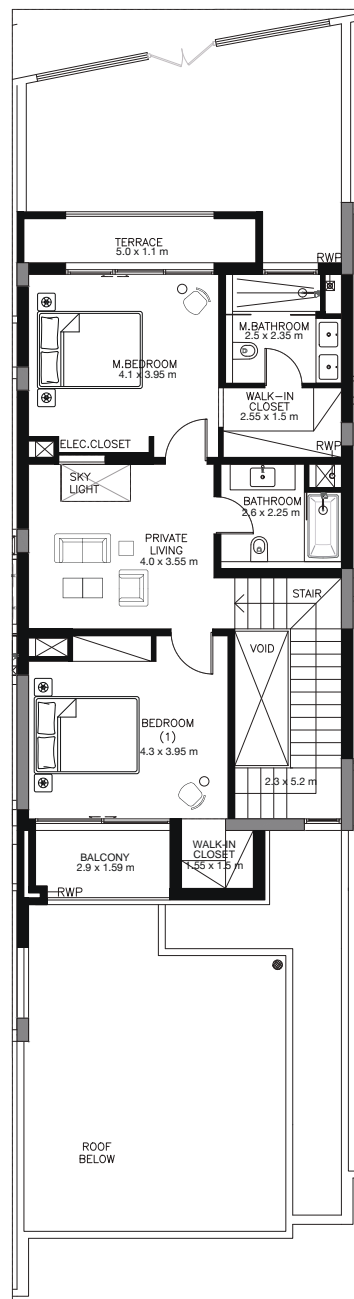 TERRACE
5.0 x 1.1 m
RWP
M.BATHROOM
2.5 x 2.35 m
M.BEDROOM
4.1 x 3.95 m
WALK-IN
CLOSET
2.55 x 1.5 m
ELEC.CLOSET
RWP
SKY
LIGHT
BATHROOM
2.6 x 2.25 m
PRIVATE
LIVING
4.0 x 3.55 m
STAIR
VOID
BEDROOM
(1)
4.3 x 3.95 m
2.3 x 5.2 m
WALK-IN
CLOSET
1.55 x 1.5 m
BALCONY
2.9 x 1.59 m
RWP
ROOF
BELOW